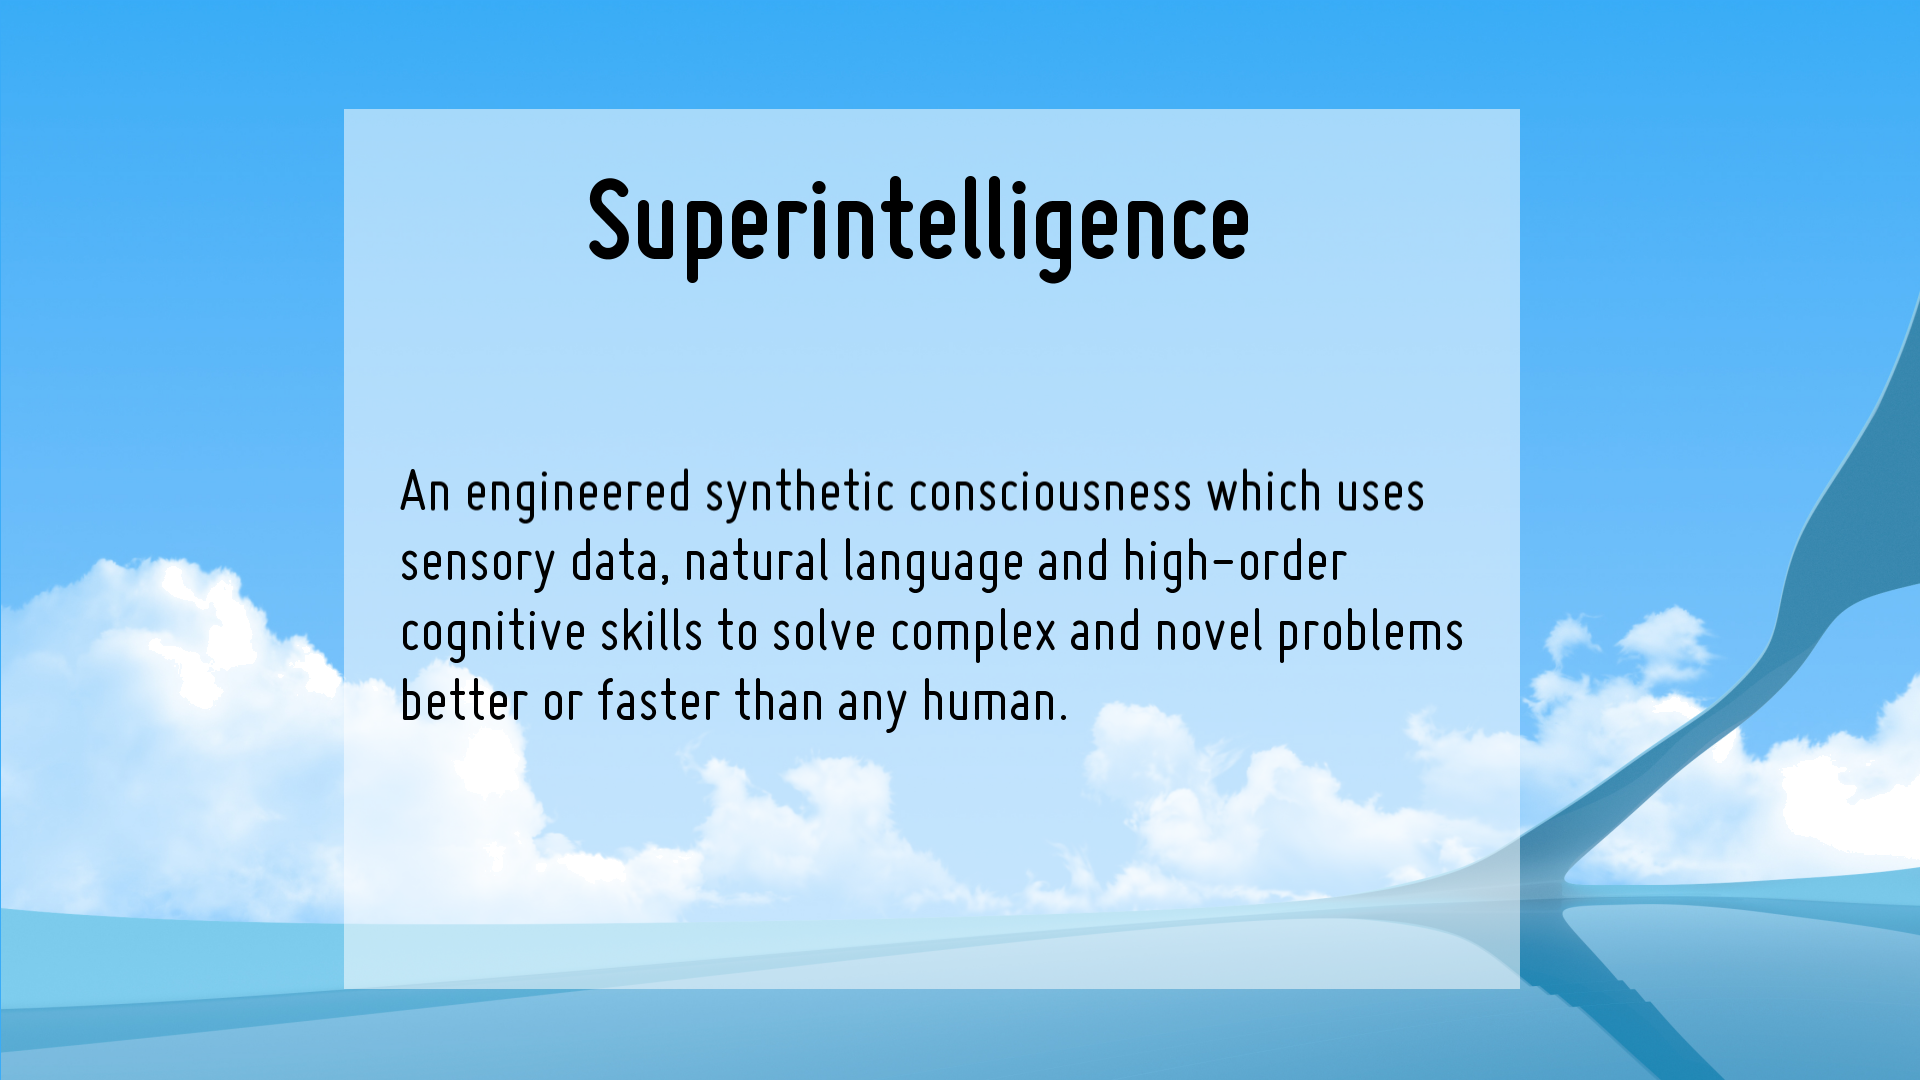 Superintelligence
An engineered synthetic consciousness which uses
sensory data, natural language and high-order
cognitive skills to solve complex and novel problems
better or faster than any human.